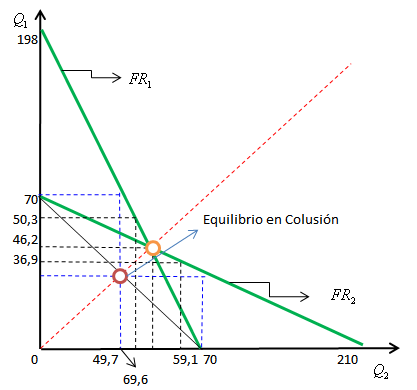 Q₁
198
FR₁
70
50,3
46,2
36,9
Equilibrio en Colusión
FR₂
0
49,7
59,1
70
210
Q₂
69,6